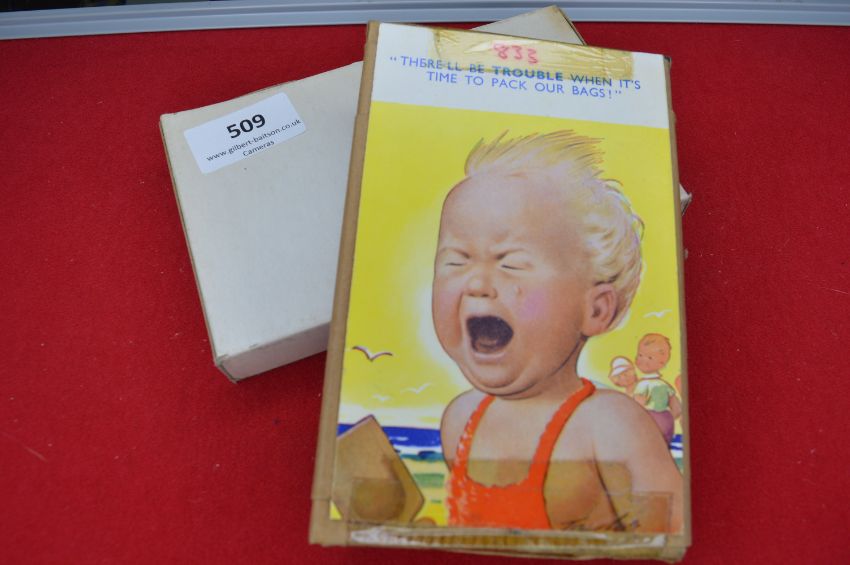 833
"THERE'LL BE TROUBLE WHEN IT'S
TIME TO PACK OUR BAGS!"
509
www.gilbert-baitson.co.uk
Cameras